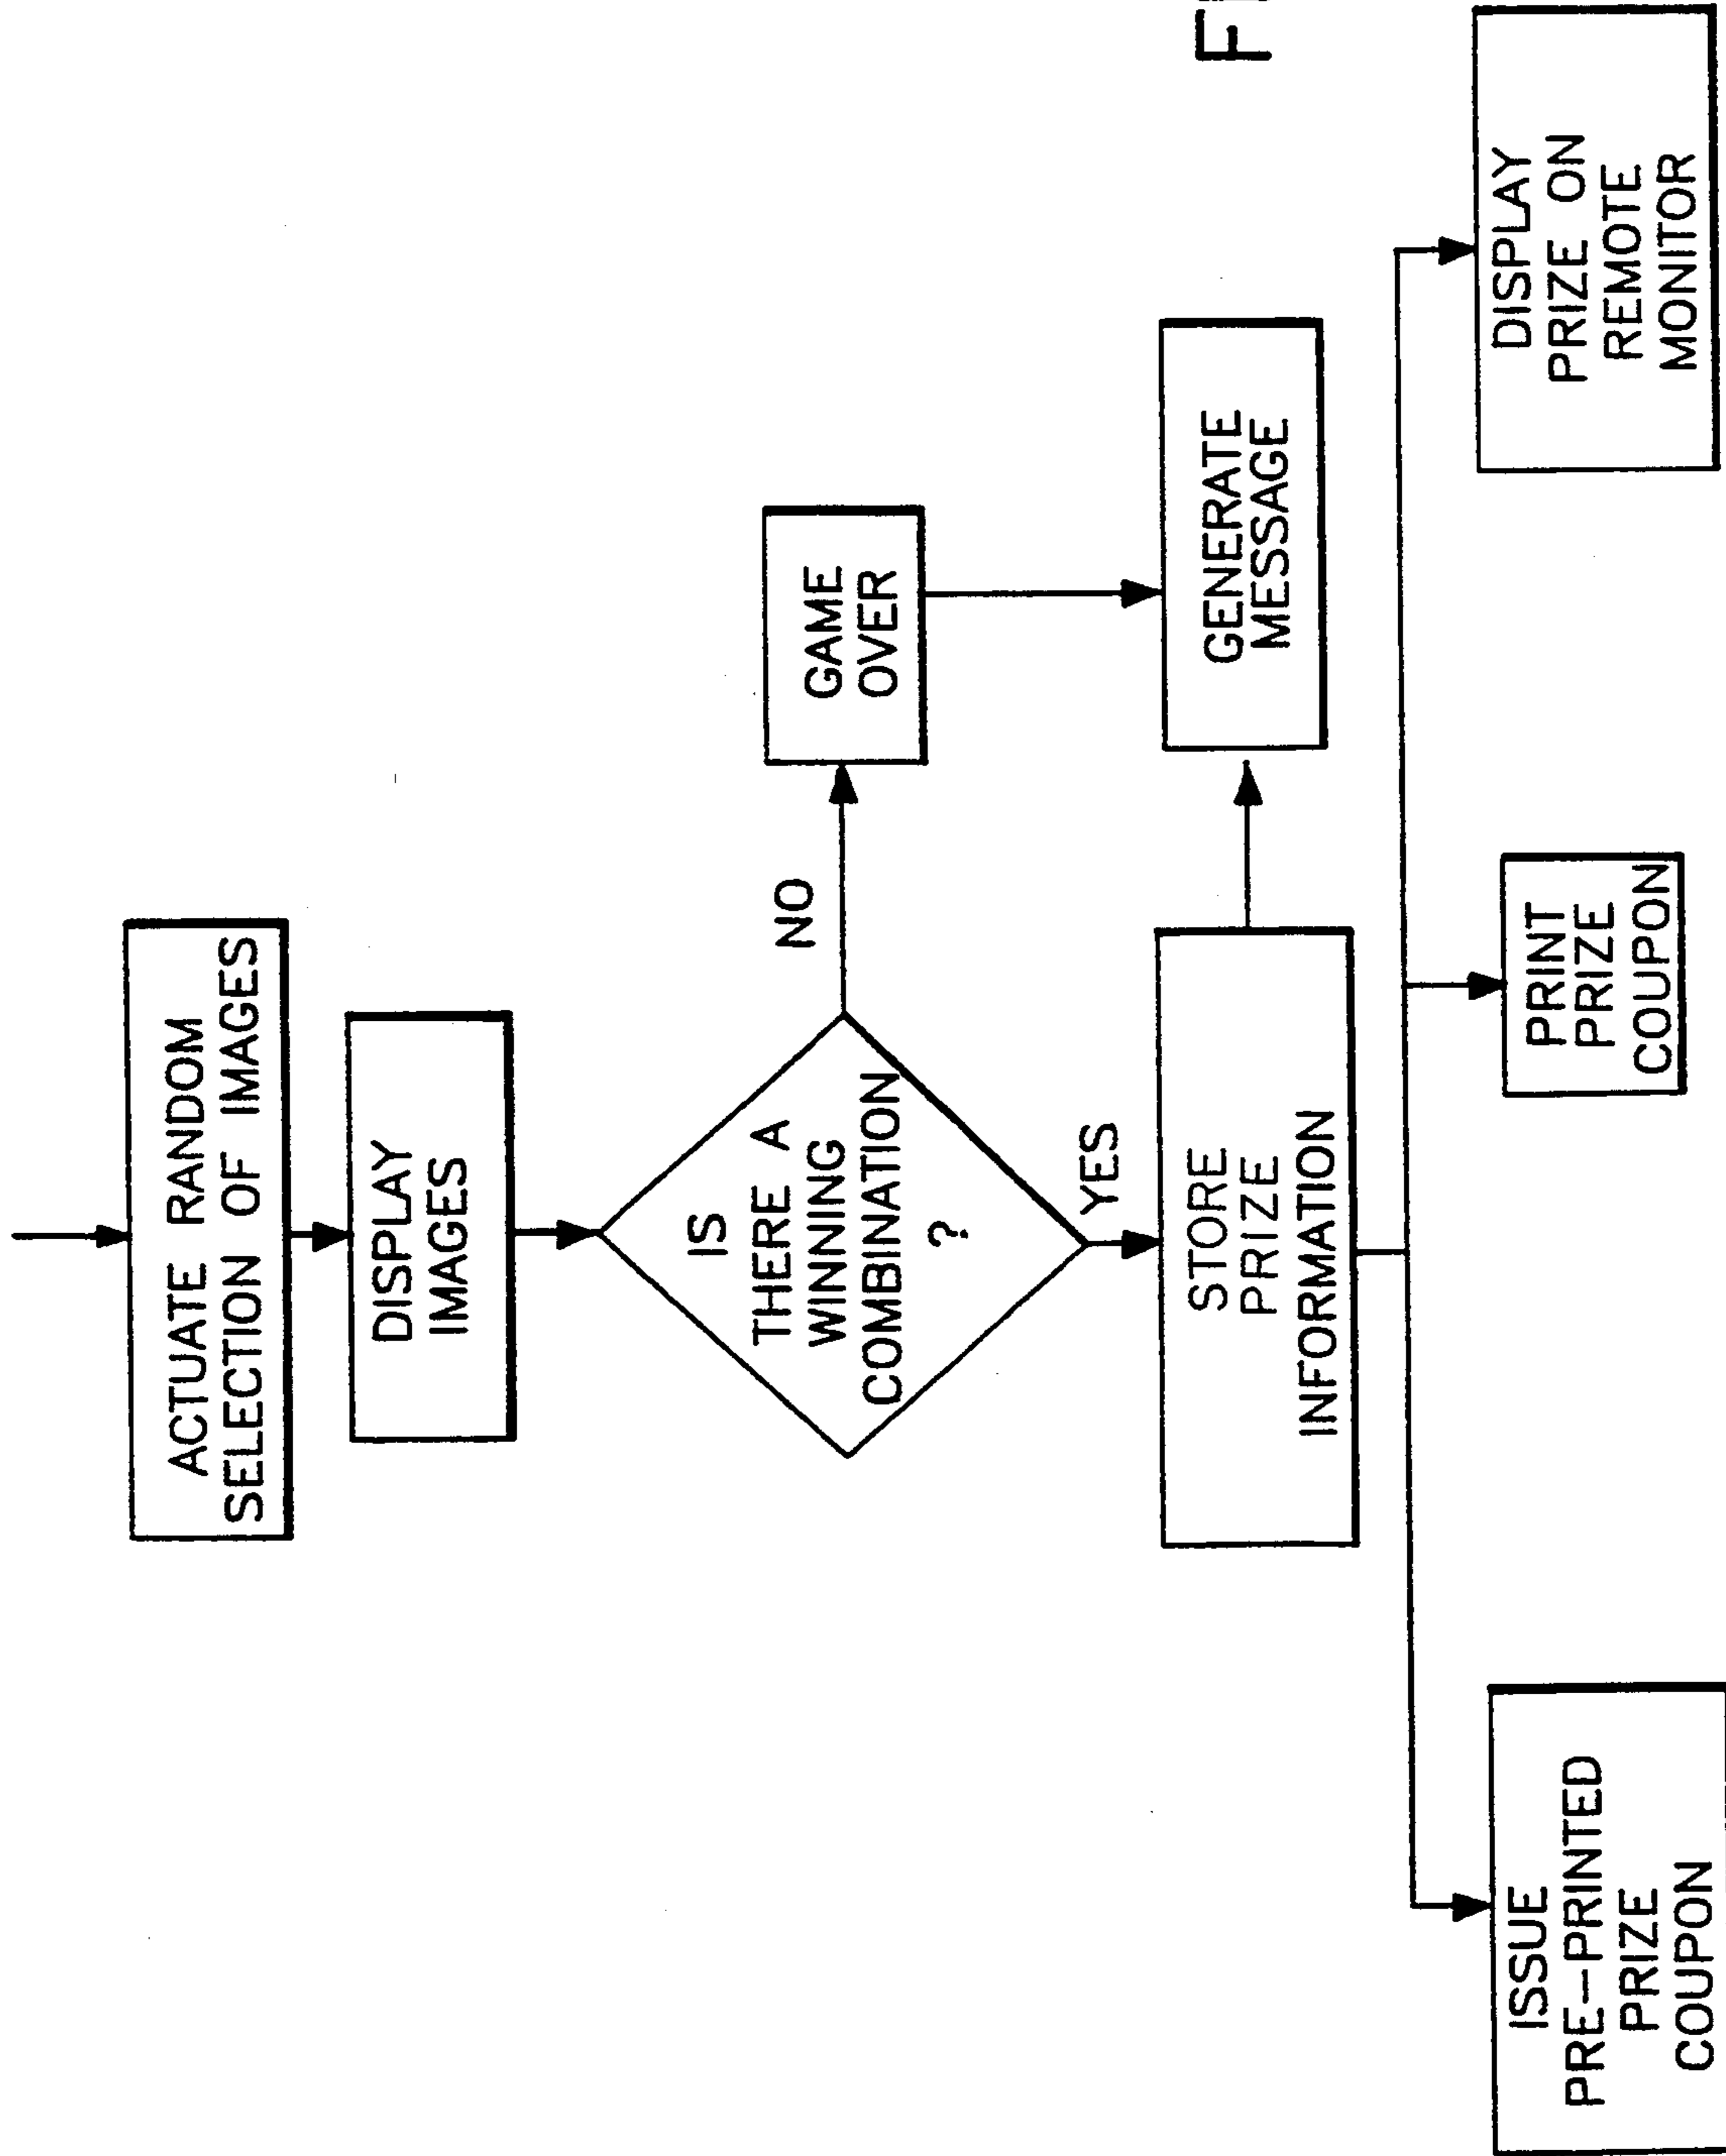 ACTUATE RANDOM
SELECTION OF IMAGES
DISPLAY
IMAGES
IS
THERE A
WINNING
COMBINATION
?
NO
GAME
OVER
YES
STORE
PRIZE
INFORMATION
GENERATE
MESSAGE
ISSUE
PRE-PRINTED
PRIZE
COUPON
PRINT
PRIZE
COUPON
DISPLAY
PRIZE ON
REMOTE
MONITOR